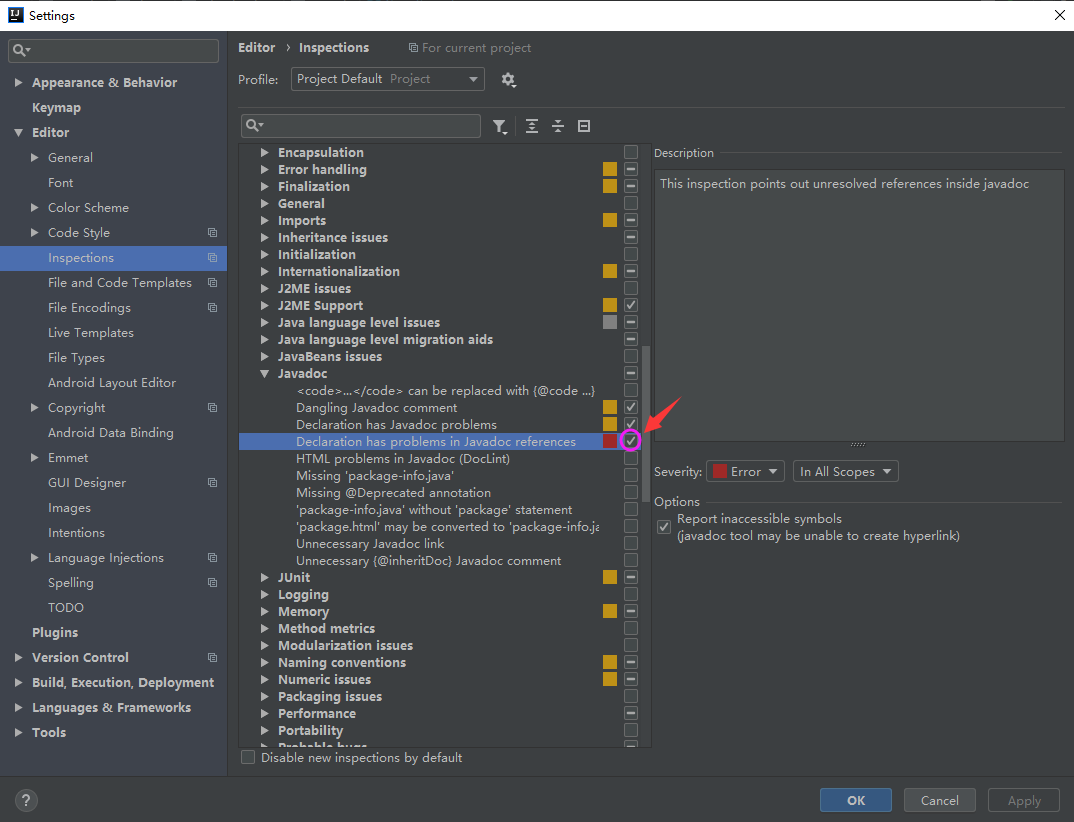 IJ Settings
Appearance & Behavior
Keymap
Editor
General
Font
Color Scheme
Code Style
Inspections
File and Code Templates
File Encodings
Live Templates
File Types
Android Layout Editor
Copyright
Android Data Binding
Emmet
GUI Designer
Images
Intentions
Language Injections
Spelling
TODO
Plugins
Version Control
Build, Execution, Deployment
Languages & Frameworks
Tools
Editor › Inspections For current project
Profile: Project Default Project
Encapsulation
Error handling
Finalization
General
Imports
Inheritance issues
Initialization
Internationalization
J2ME issues
J2ME Support
Java language level issues
Java language level migration aids
JavaBeans issues
Javadoc
<code>...</code> can be replaced with {@code ...}
Dangling Javadoc comment
Declaration has Javadoc problems
Declaration has problems in Javadoc references
HTML problems in Javadoc (DocLint)
Missing 'package-info.java'
Missing @Deprecated annotation
'package-info.java' without 'package' statement
'package.html' may be converted to 'package-info.ja
Unnecessary Javadoc link
Unnecessary {@inheritDoc} Javadoc comment
JUnit
Logging
Memory
Method metrics
Modularization issues
Naming conventions
Numeric issues
Packaging issues
Performance
Portability
Probable bugs
Disable new inspections by default
Description
This inspection points out unresolved references inside javadoc
Severity: Error In All Scopes
Options
Report inaccessible symbols
(javadoc tool may be unable to create hyperlink)
?
OK Cancel Apply